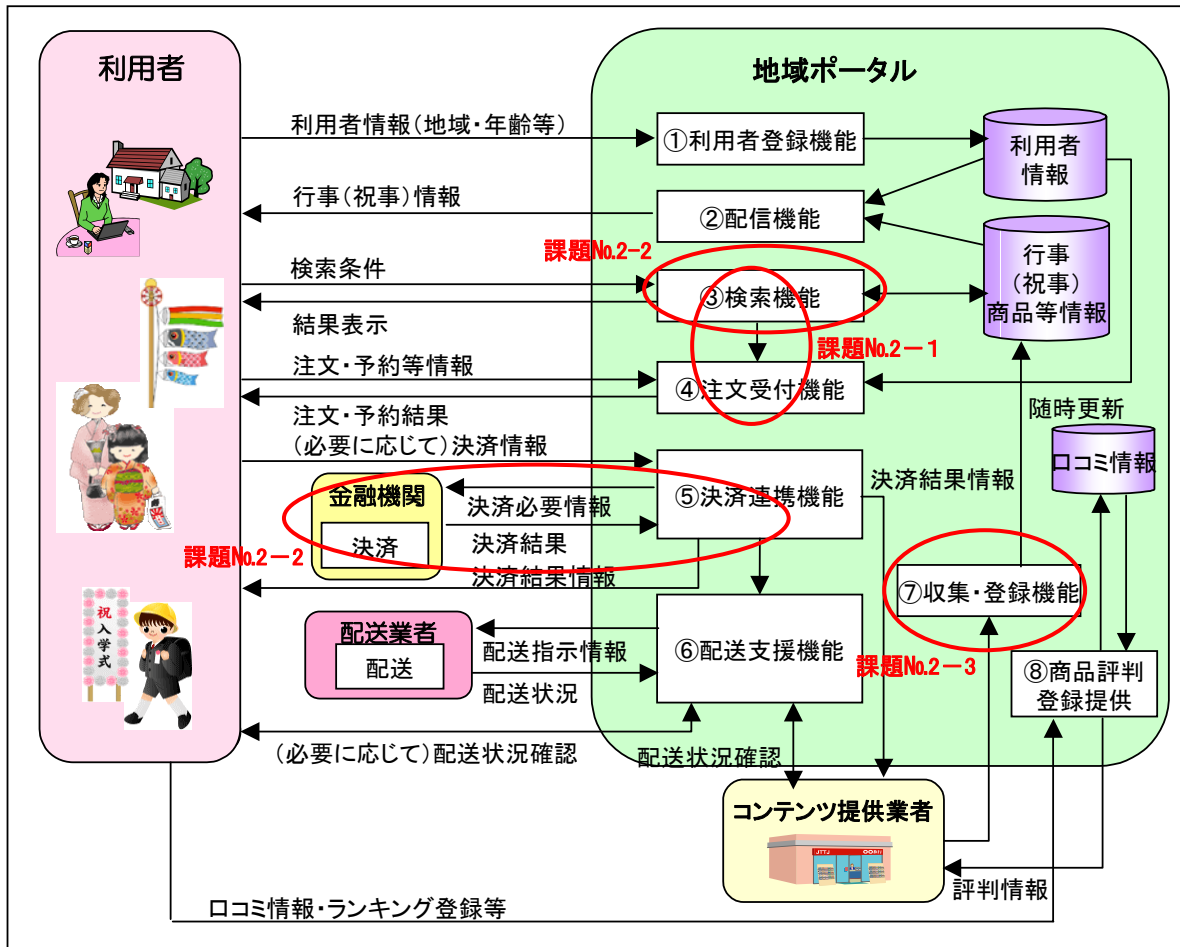 利用者
地域ポータル
利用者情報(地域・年齢等)
①利用者登録機能
利用者
情報
行事(祝事)情報
②配信機能
行事
(祝事)
商品等情報
課題№2-2
検索条件
③検索機能
結果表示
課題№2-1
注文・予約等情報
④注文受付機能
注文・予約結果
(必要に応じて)決済情報
随時更新
口コミ情報
金融機関
決済
決済必要情報
⑤決済連携機能
決済結果情報
決済結果
課題№2-2
決済結果情報
⑦収集・登録機能
祝
入
学
式
配送業者
配送
配送指示情報
⑥配送支援機能
課題№2-3
配送状況
⑧商品評判
登録提供
(必要に応じて)配送状況確認
配送状況確認
コンテンツ提供業者
評判情報
口コミ情報・ランキング登録等